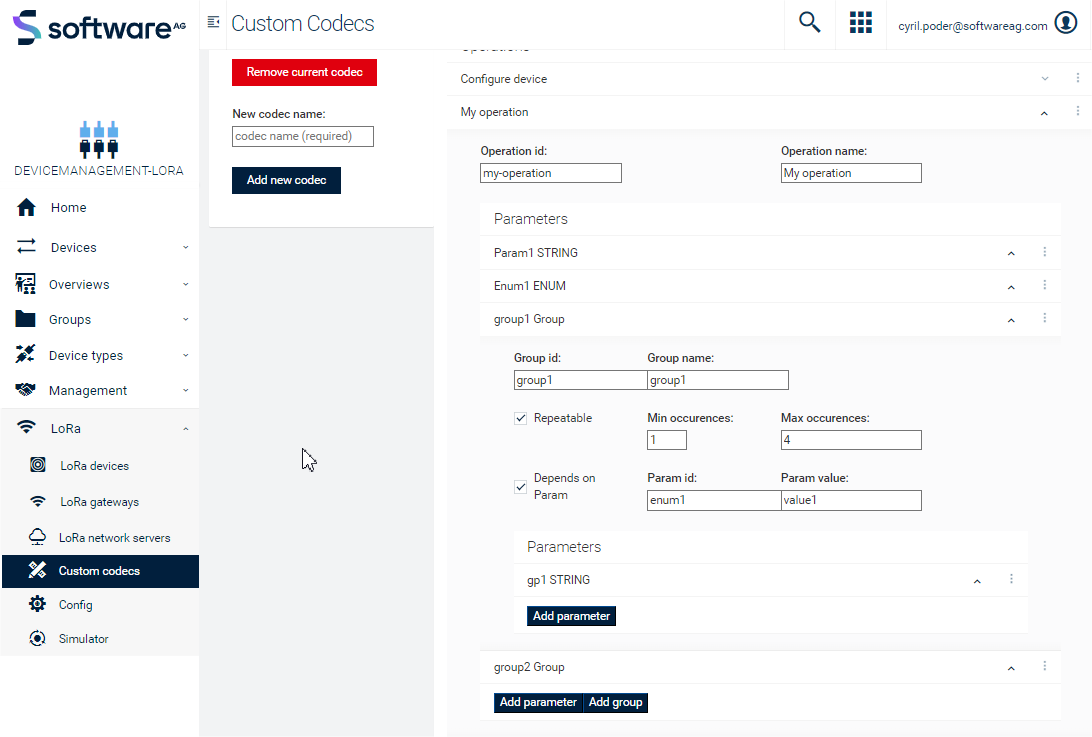 software AG
Custom Codecs
cyril.poder@softwareag.com
DEVICEMANAGEMENT-LORA
Home
Devices
Overviews
Groups
Device types
Management
LoRa
LoRa devices
LoRa gateways
LoRa network servers
Custom codecs
Config
Simulator
Remove current codec
New codec name:
codec name (required)
Add new codec
Operations
Configure device
My operation
Operation id: Operation name:
my-operation My operation
Parameters
Param1 STRING
Enum1 ENUM
group1 Group
Group id: Group name:
group1 group1
Repeatable Min occurences: Max occurences:
1 4
Depends on Param Param id: Param value:
enum1 value1
Parameters
gp1 STRING
Add parameter
group2 Group
Add parameter Add group